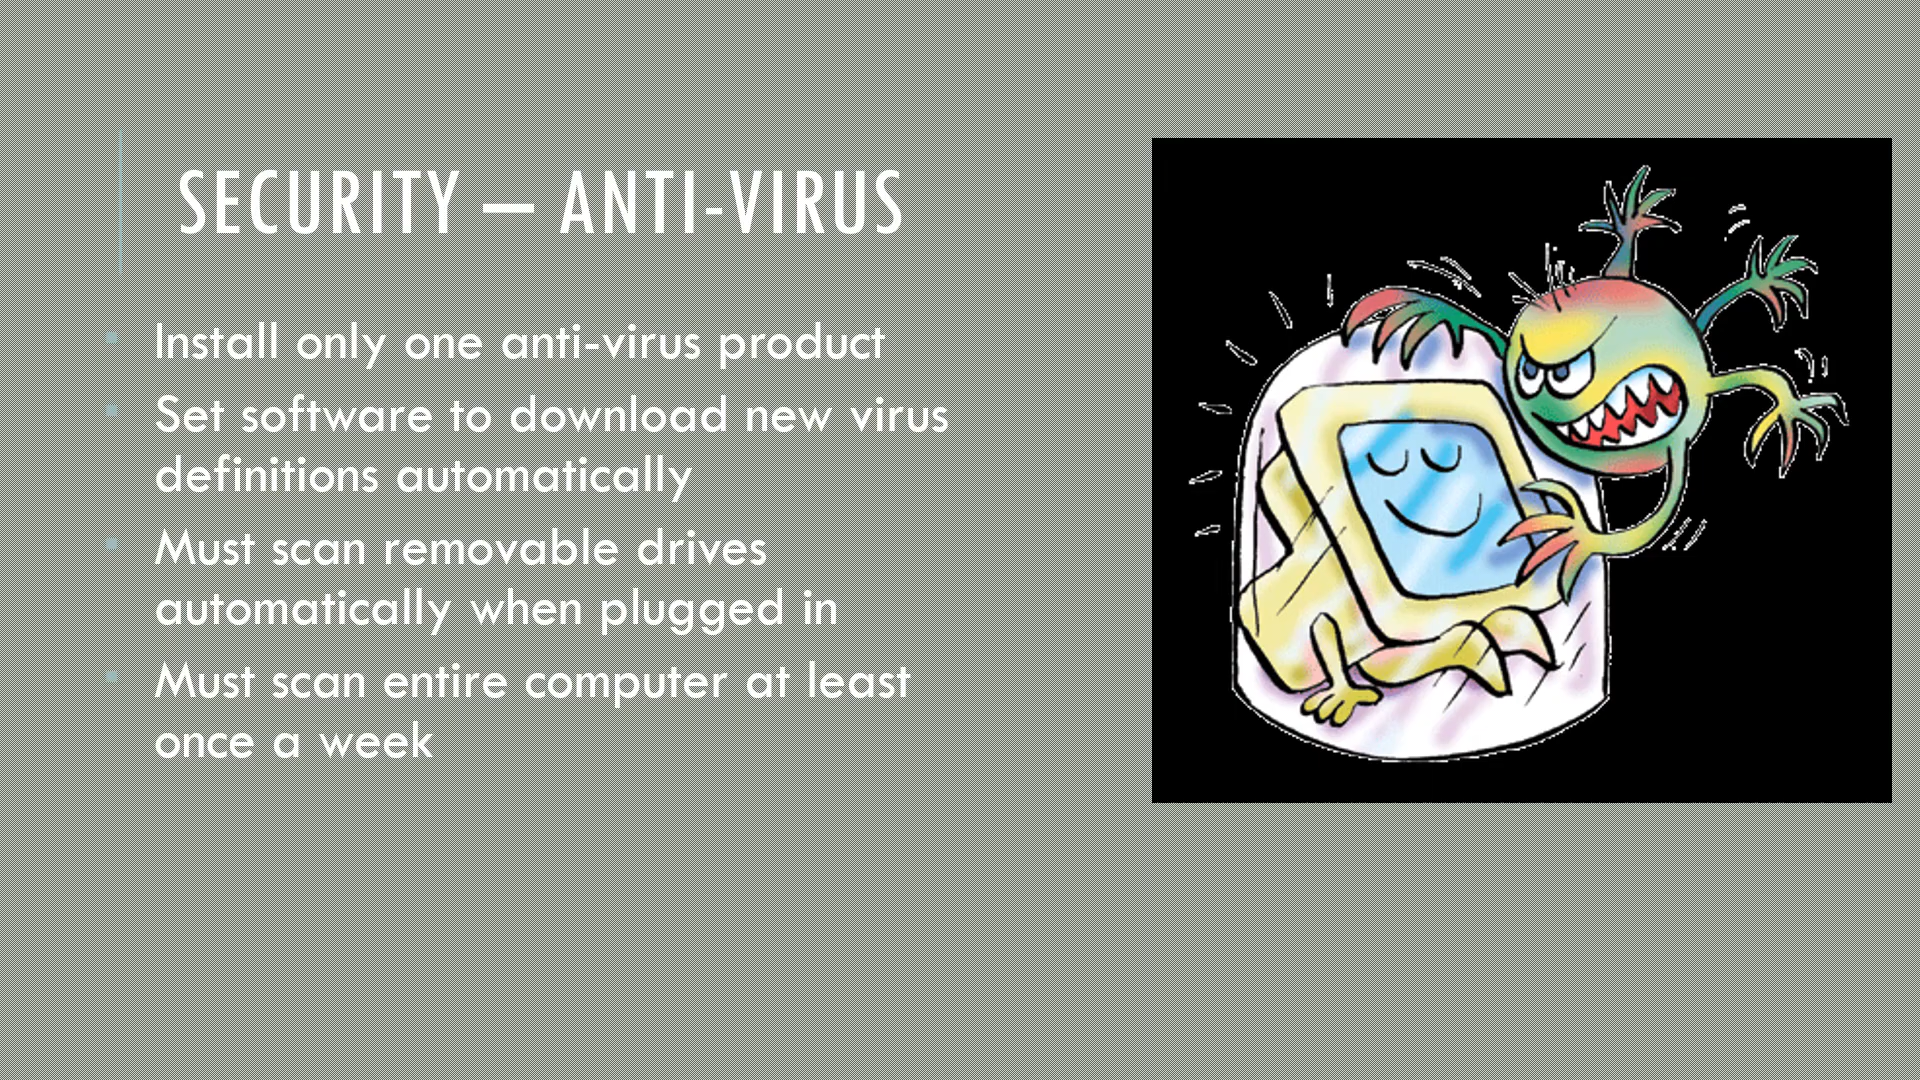 SECURITY – ANTI-VIRUS
Install only one anti-virus product
Set software to download new virus
definitions automatically
Must scan removable drives
automatically when plugged in
Must scan entire computer at least
once a week